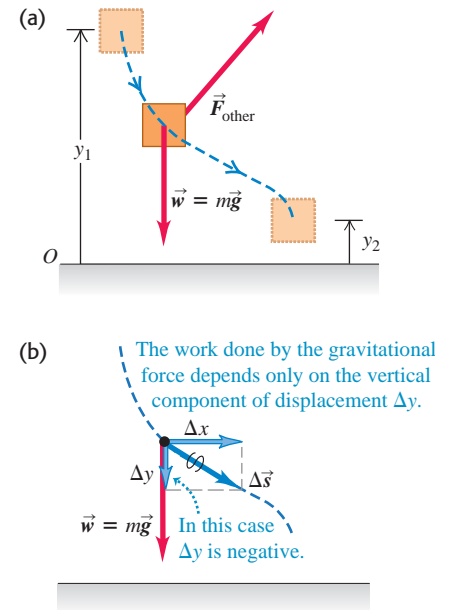 (a)
F⃗other
y1
w⃗ = mg⃗
y2
O
(b)
The work done by the gravitational
force depends only on the vertical
component of displacement Δy.
Δx
Δy
Δs⃗
w⃗ = mg⃗
In this case
Δy is negative.